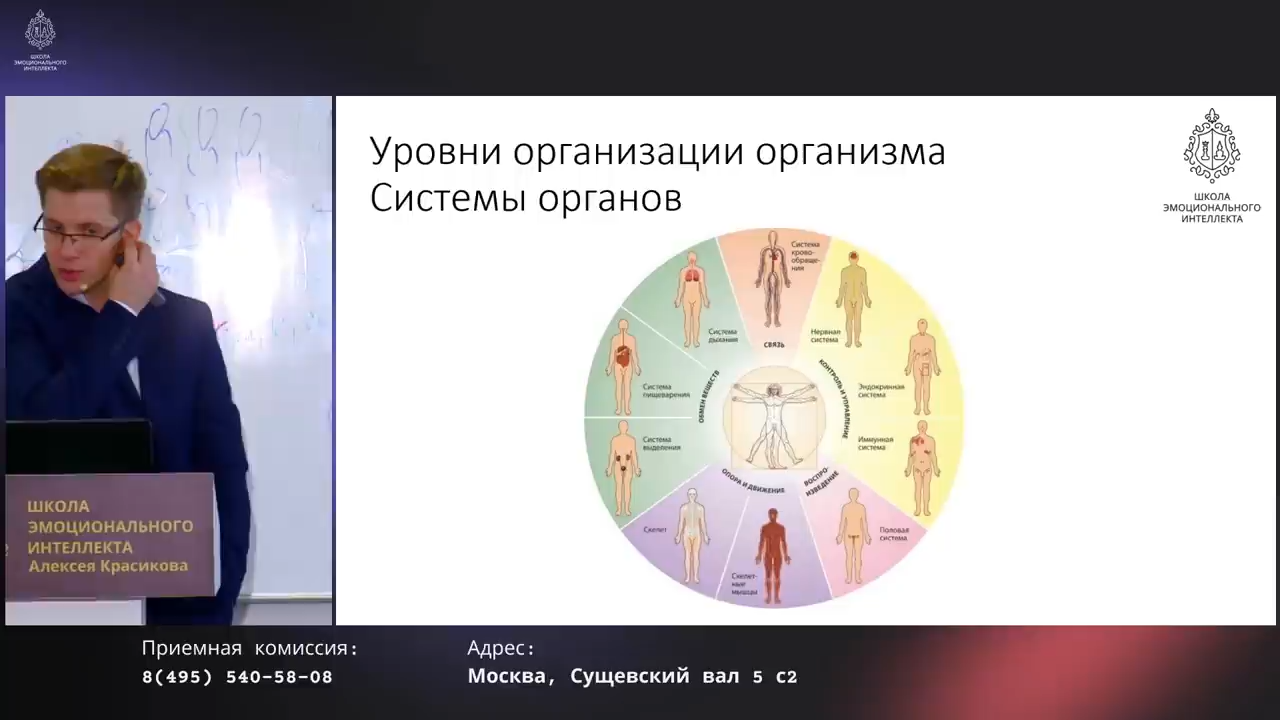 ШКОЛА
ЭМОЦИОНАЛЬНОГО
ИНТЕЛЛЕКТА
Уровни организации организма
Системы органов
ШКОЛА
ЭМОЦИОНАЛЬНОГО
ИНТЕЛЛЕКТА
Система
крово-
обраще-
ния
Нервная
система
Система
дыхания
СВЯЗЬ
КОНТРОЛЬ И УПРАВЛЕНИЕ
ОБМЕН ВЕЩЕСТВ
Система
пищеварения
Эндокринная
система
Система
выделения
Иммунная
система
ОПОРА И ДВИЖЕНИЕ
ВОСПРО-
ИЗВЕДЕНИЕ
Скелет
Половая
система
Скелет-
ные
мышцы
ШКОЛА
ЭМОЦИОНАЛЬНОГО
ИНТЕЛЛЕКТА
Алексея Красикова
Приемная комиссия:
8(495) 540-58-08
Адрес:
Москва, Сущевский вал 5 с2